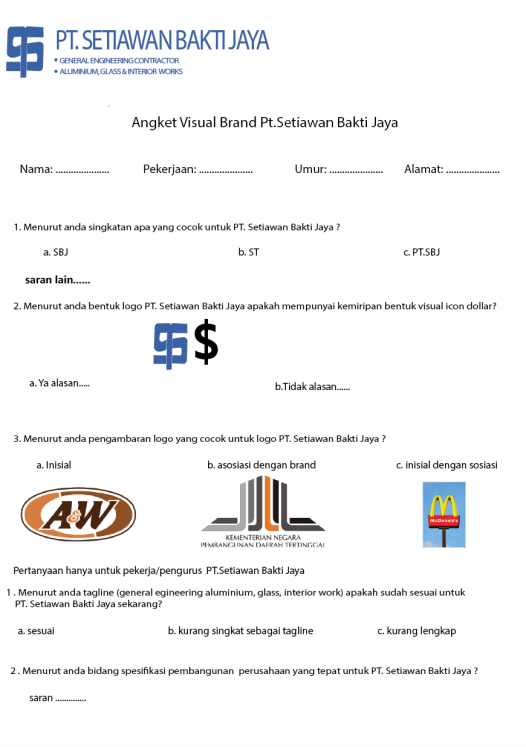 PT. SETIAWAN BAKTI JAYA
• GENERAL ENGINEERING CONTRACTOR
• ALUMINIUM, GLASS & INTERIOR WORKS
Angket Visual Brand Pt.Setiawan Bakti Jaya
Nama: ..................... Pekerjaan: ..................... Umur: ..................... Alamat: .....................
1. Menurut anda singkatan apa yang cocok untuk PT. Setiawan Bakti Jaya ?
a. SBJ b. ST c. PT.SBJ
saran lain......
2. Menurut anda bentuk logo PT. Setiawan Bakti Jaya apakah mempunyai kemiripan bentuk visual icon dollar?
$
a. Ya alasan..... b.Tidak alasan......
3. Menurut anda pengambaran logo yang cocok untuk logo PT. Setiawan Bakti Jaya ?
a. Inisial b. asosiasi dengan brand c. inisial dengan sosiasi
A&W
KEMENTERIAN NEGARA
PEMBANGUNAN DAERAH TERTINGGAL
McDonald's
Pertanyaan hanya untuk pekerja/pengurus PT.Setiawan Bakti Jaya
1 . Menurut anda tagline (general egineering aluminium, glass, interior work) apakah sudah sesuai untuk
PT. Setiawan Bakti Jaya sekarang?
a. sesuai b. kurang singkat sebagai tagline c. kurang lengkap
2 . Menurut anda bidang spesifikasi pembangunan perusahaan yang tepat untuk PT. Setiawan Bakti Jaya ?
saran ..............